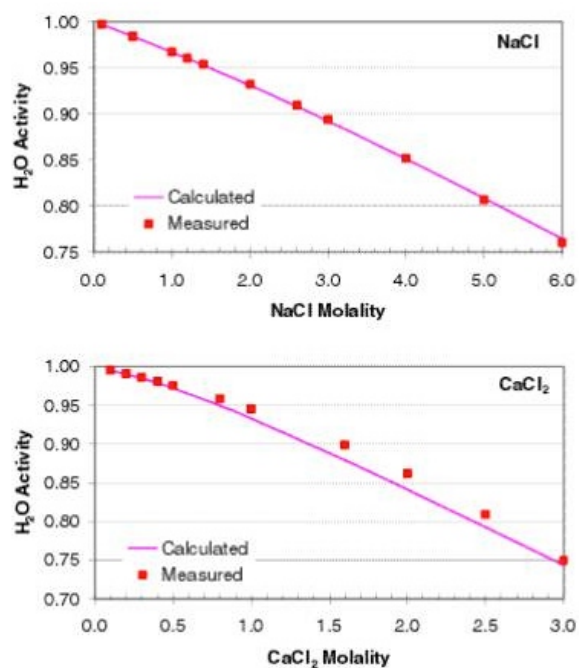 1.00
NaCl
0.95
0.90
0.85
0.80
0.75
H₂O Activity
Calculated
Measured
0.0 1.0 2.0 3.0 4.0 5.0 6.0
NaCl Molality
1.00
CaCl₂
0.95
0.90
0.85
0.80
0.75
0.70
H₂O Activity
Calculated
Measured
0.0 0.5 1.0 1.5 2.0 2.5 3.0
CaCl₂ Molality